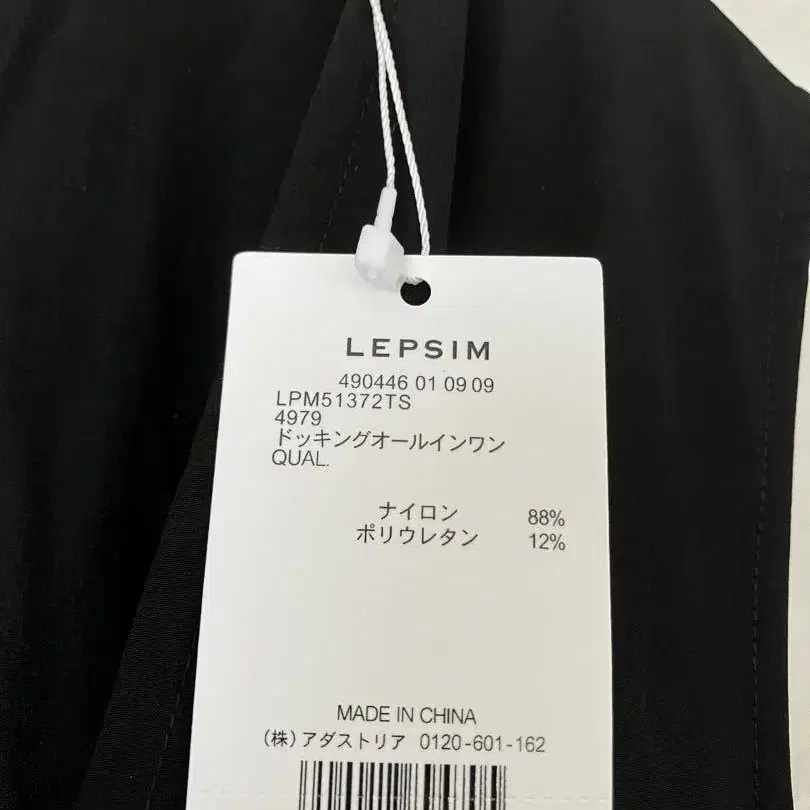 LEPSIM
490446 01 09 09
LPM51372TS
4979
ドッキングオールインワン
QUAL.
ナイロン 88%
ポリウレタン 12%
MADE IN CHINA
(株)アダストリア 0120-601-162